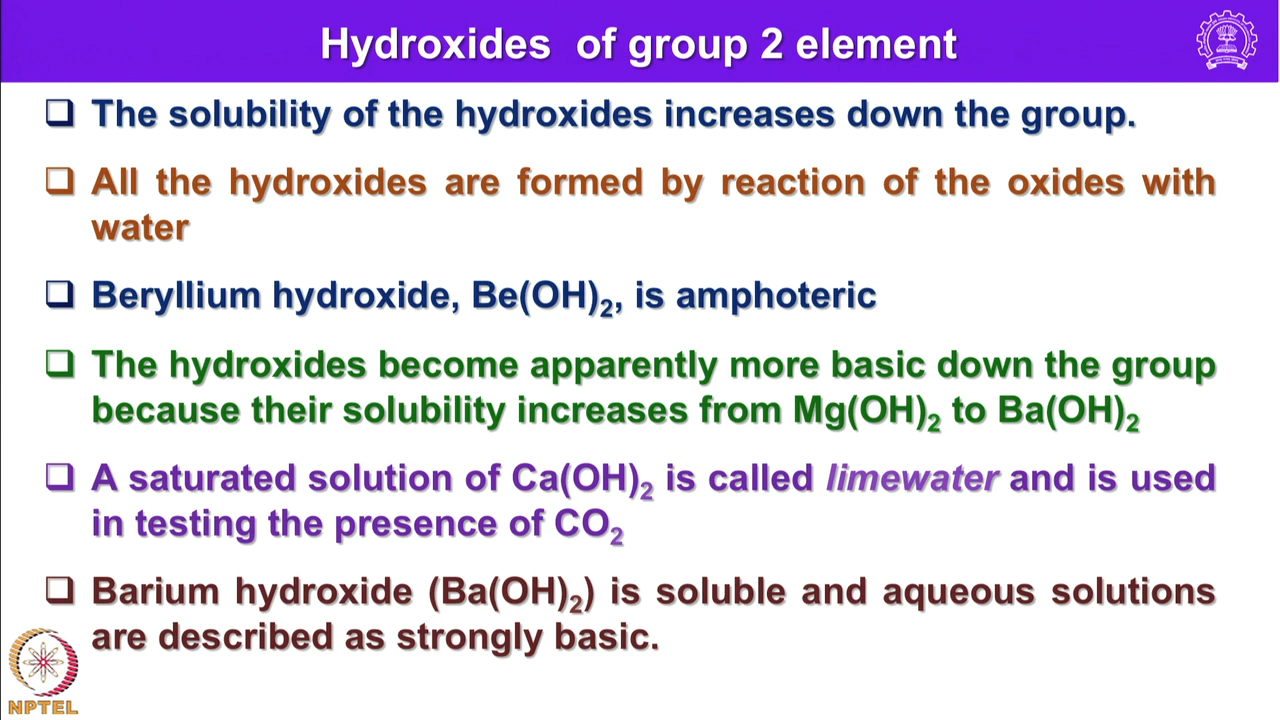 Hydroxides of group 2 element
❑ The solubility of the hydroxides increases down the group.
❑ All the hydroxides are formed by reaction of the oxides with
water
❑ Beryllium hydroxide, Be(OH)₂, is amphoteric
❑ The hydroxides become apparently more basic down the group
because their solubility increases from Mg(OH)₂ to Ba(OH)₂
❑ A saturated solution of Ca(OH)₂ is called limewater and is used
in testing the presence of CO₂
❑ Barium hydroxide (Ba(OH)₂) is soluble and aqueous solutions
are described as strongly basic.
NPTEL